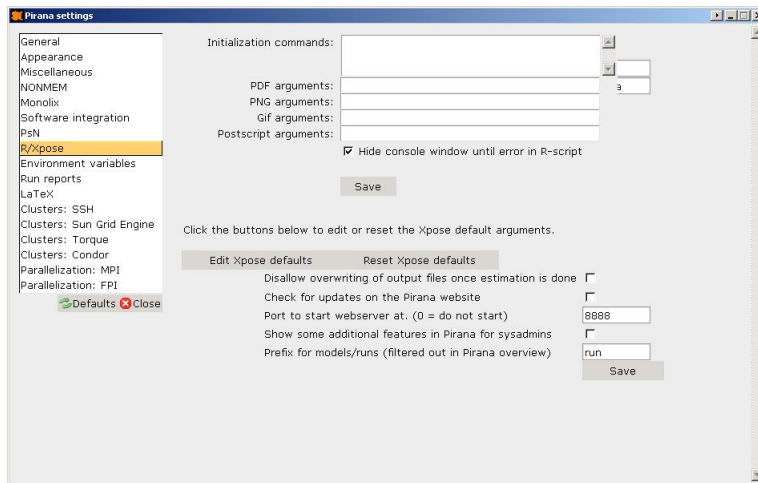 Pirana settings
General
Appearance
Miscellaneous
NONMEM
Monolix
Software integration
PsN
R/Xpose
Environment variables
Run reports
LaTeX
Clusters: SSH
Clusters: Sun Grid Engine
Clusters: Torque
Clusters: Condor
Parallelization: MPI
Parallelization: FPI
Defaults Close
Initialization commands:
PDF arguments:
a
PNG arguments:
Gif arguments:
Postscript arguments:
Hide console window until error in R-script
Save
Click the buttons below to edit or reset the Xpose default arguments.
Edit Xpose defaults Reset Xpose defaults
Disallow overwriting of output files once estimation is done
Check for updates on the Pirana website
Port to start webserver at. (0 = do not start) 8888
Show some additional features in Pirana for sysadmins
Prefix for models/runs (filtered out in Pirana overview) run
Save